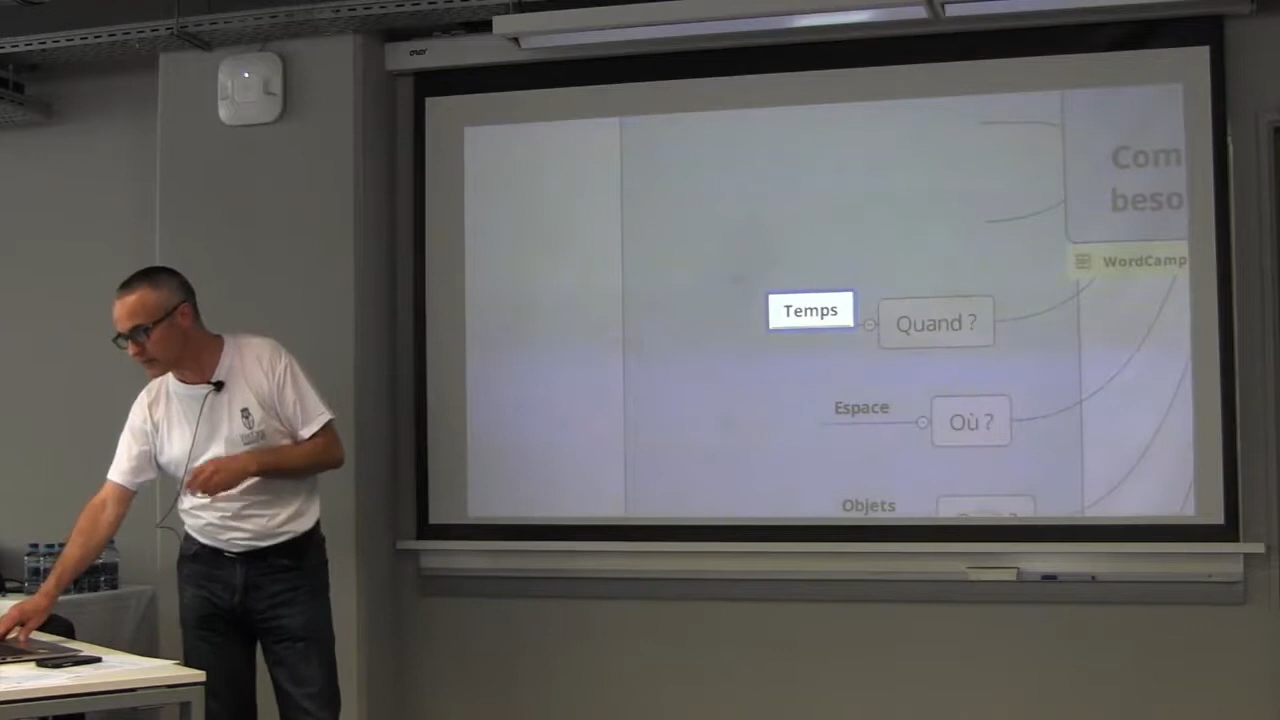 Com
beso
WordCamp
Temps
Quand ?
Espace
Où ?
Objets